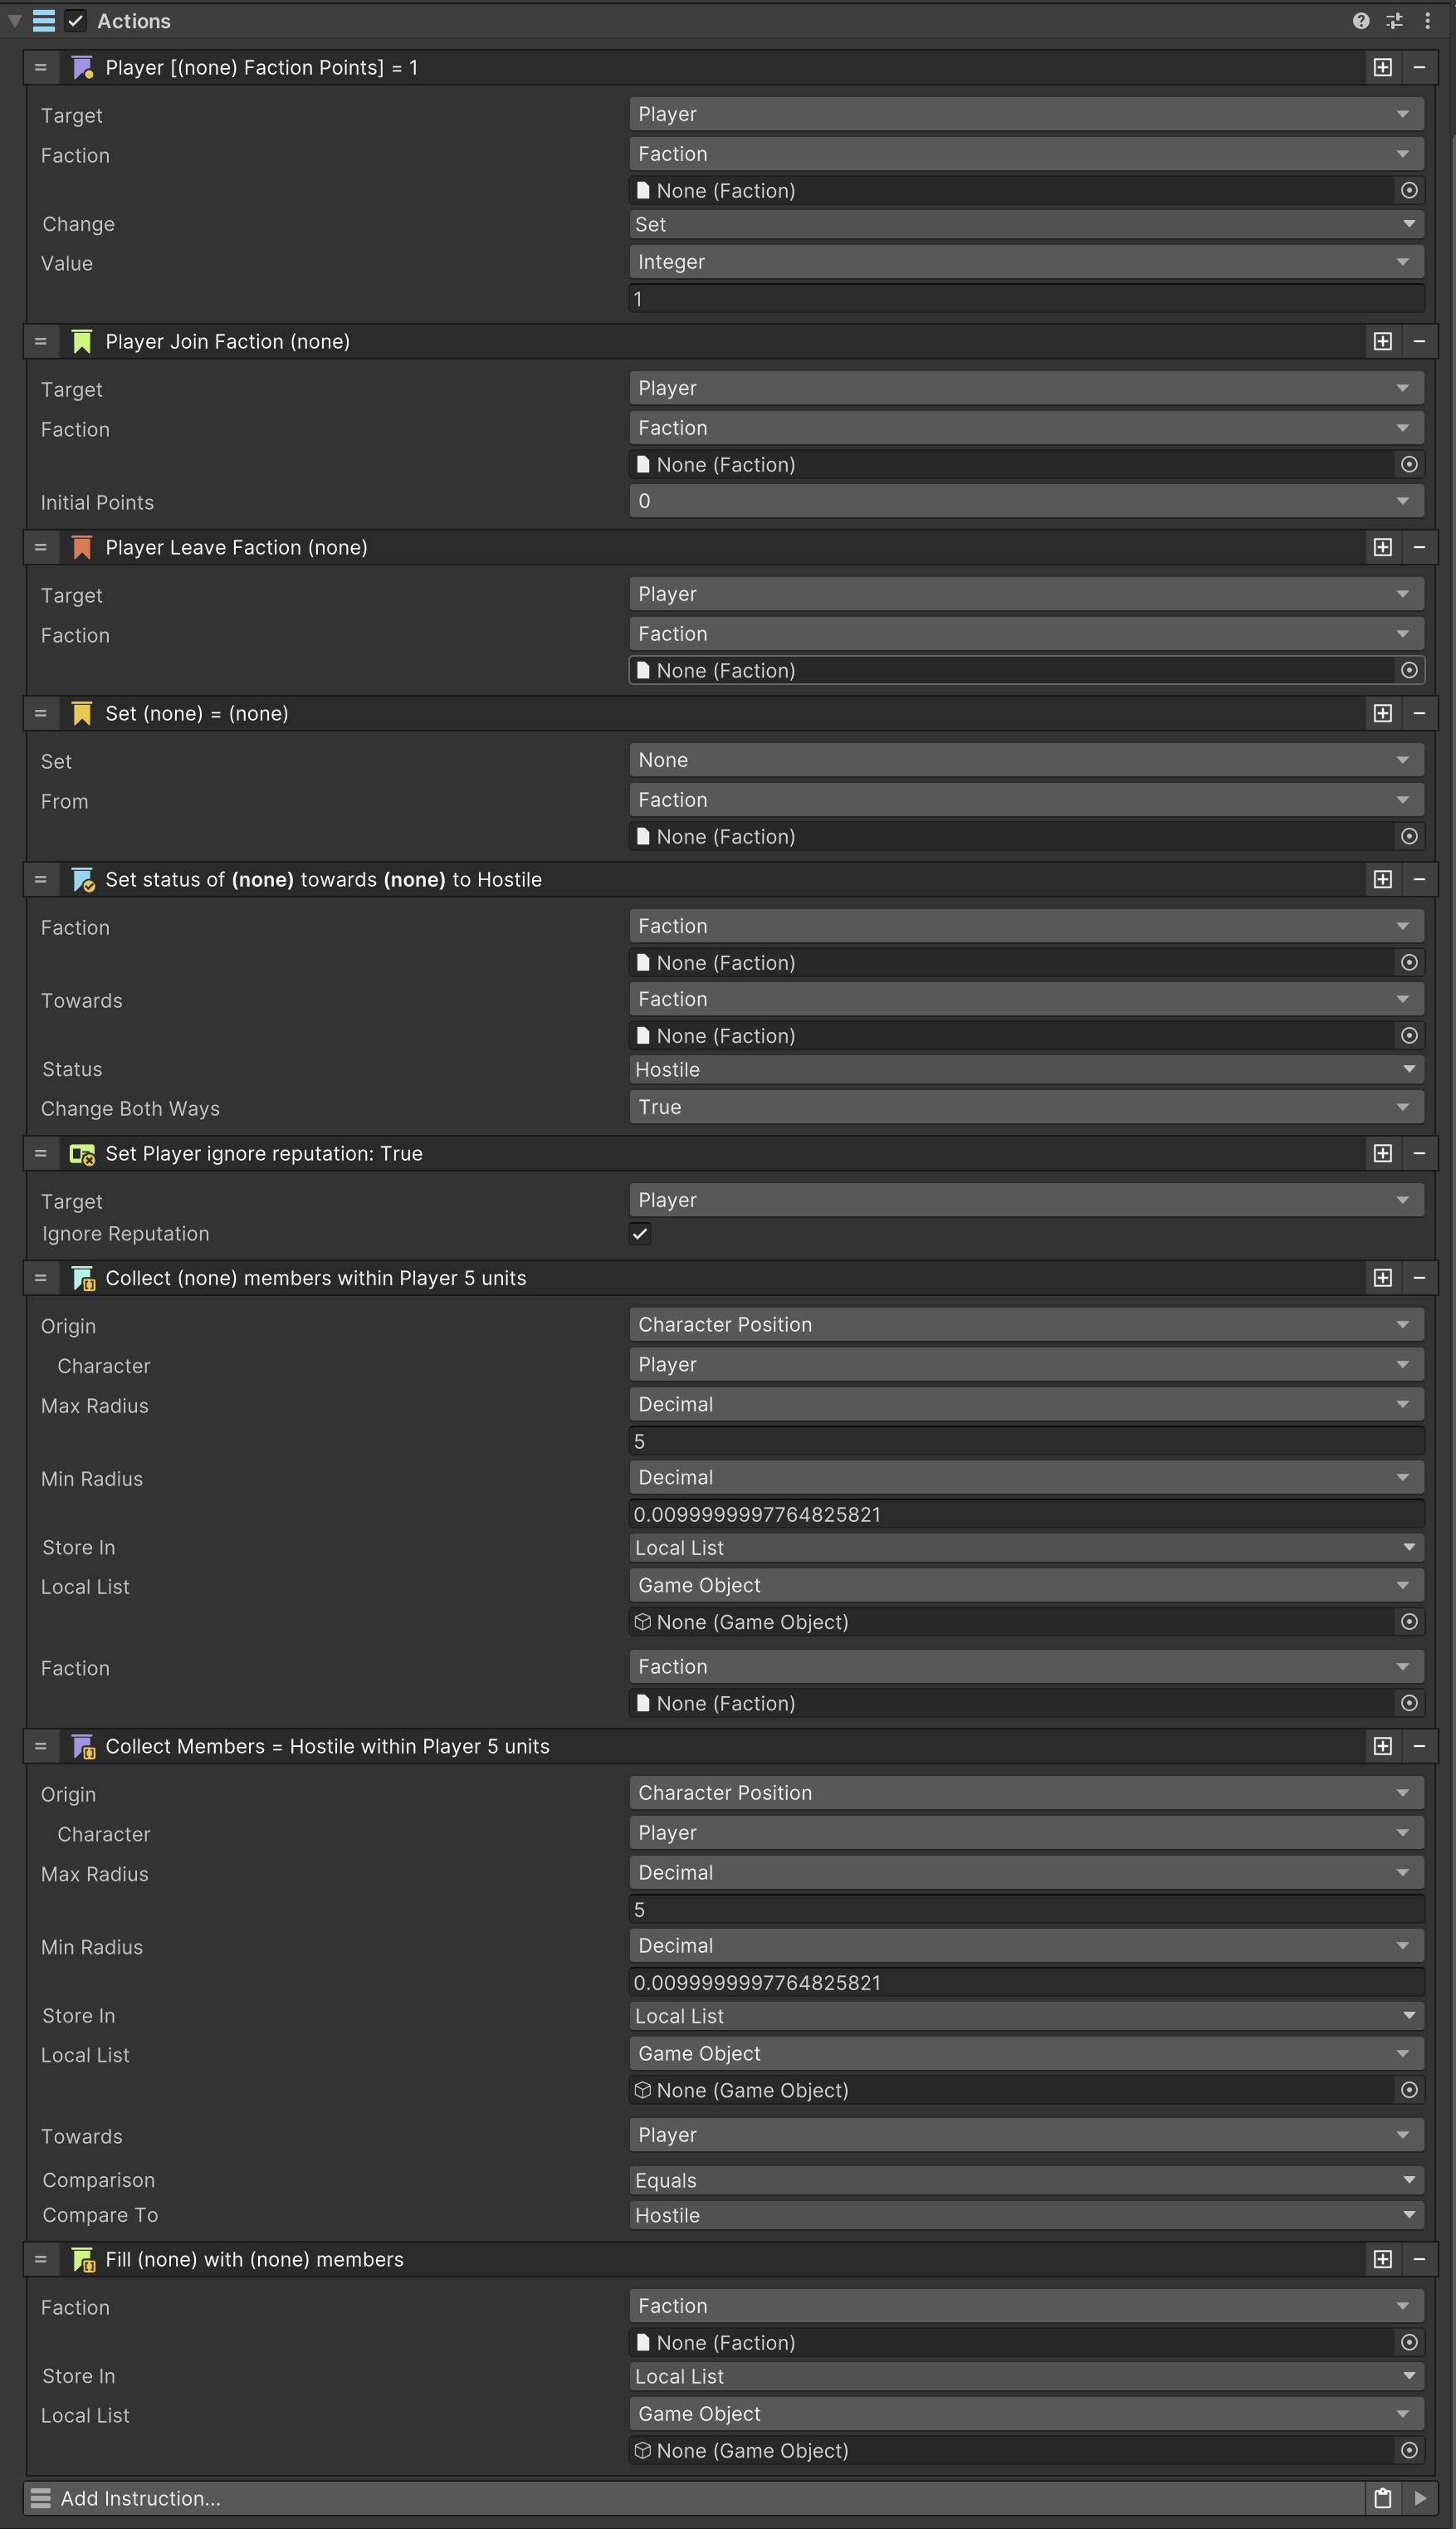 Actions
Player [(none) Faction Points] = 1
Target Player
Faction Faction
None (Faction)
Change Set
Value Integer
1
Player Join Faction (none)
Target Player
Faction Faction
None (Faction)
Initial Points 0
Player Leave Faction (none)
Target Player
Faction Faction
None (Faction)
Set (none) = (none)
Set None
From Faction
None (Faction)
Set status of (none) towards (none) to Hostile
Faction Faction
None (Faction)
Towards Faction
None (Faction)
Status Hostile
Change Both Ways True
Set Player ignore reputation: True
Target Player
Ignore Reputation
Collect (none) members within Player 5 units
Origin Character Position
Character Player
Max Radius Decimal
5
Min Radius Decimal
0.0099999997764825821
Store In Local List
Local List Game Object
None (Game Object)
Faction Faction
None (Faction)
Collect Members = Hostile within Player 5 units
Origin Character Position
Character Player
Max Radius Decimal
5
Min Radius Decimal
0.0099999997764825821
Store In Local List
Local List Game Object
None (Game Object)
Towards Player
Comparison Equals
Compare To Hostile
Fill (none) with (none) members
Faction Faction
None (Faction)
Store In Local List
Local List Game Object
None (Game Object)
Add Instruction...